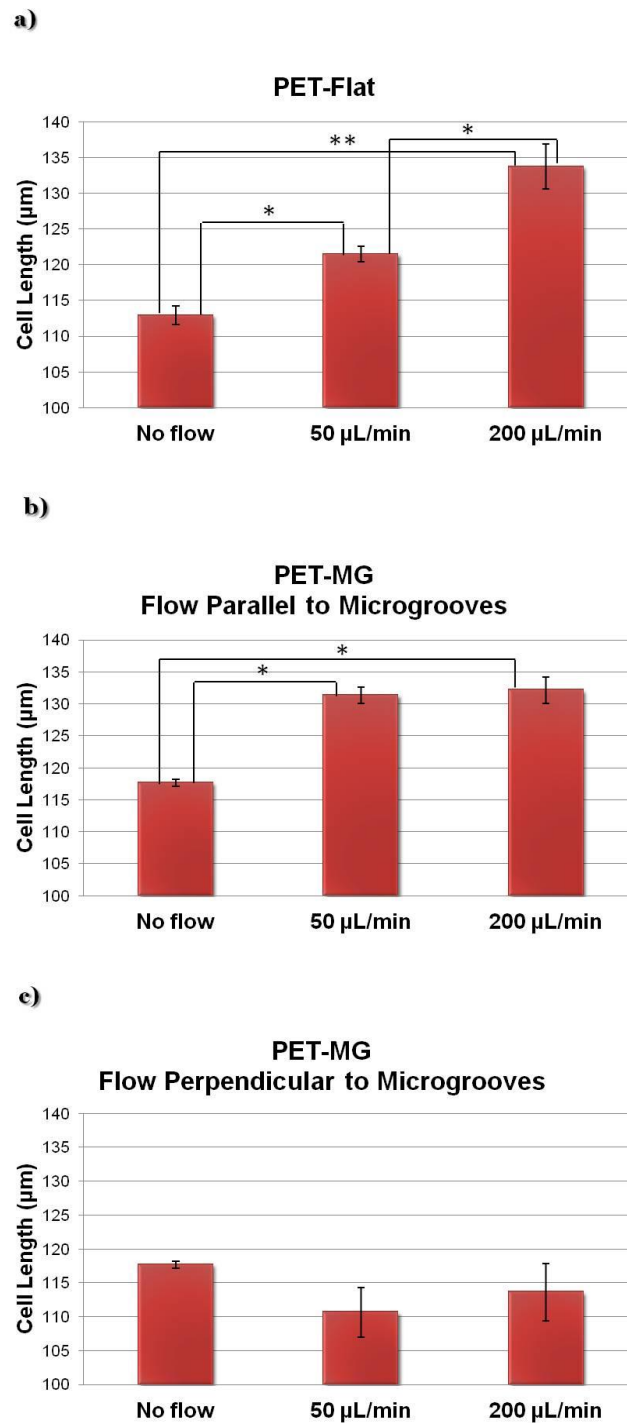 a)
PET-Flat
Cell Length (µm)
140
135
130
125
120
115
110
105
100
**
*
*
No flow 50 µL/min 200 µL/min
b)
PET-MG
Flow Parallel to Microgrooves
Cell Length (µm)
140
135
130
125
120
115
110
105
100
*
*
No flow 50 µL/min 200 µL/min
c)
PET-MG
Flow Perpendicular to Microgrooves
Cell Length (µm)
140
135
130
125
120
115
110
105
100
No flow 50 µL/min 200 µL/min